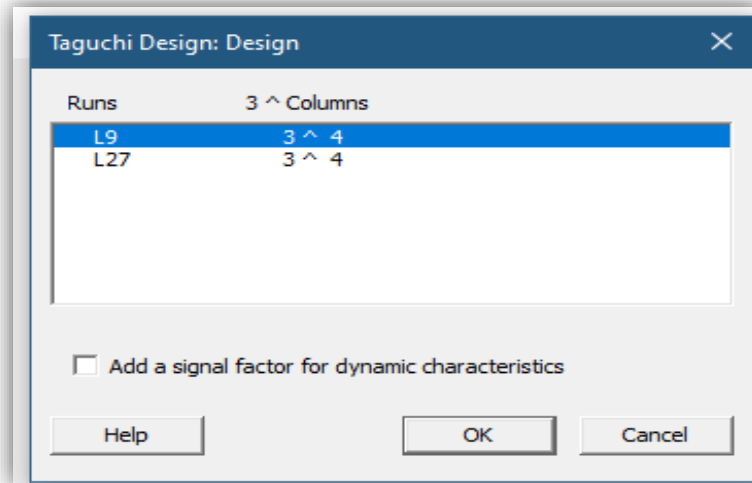 Taguchi Design: Design
Runs 3 ^ Columns
L9 3 ^ 4
L27 3 ^ 4
Add a signal factor for dynamic characteristics
Help OK Cancel